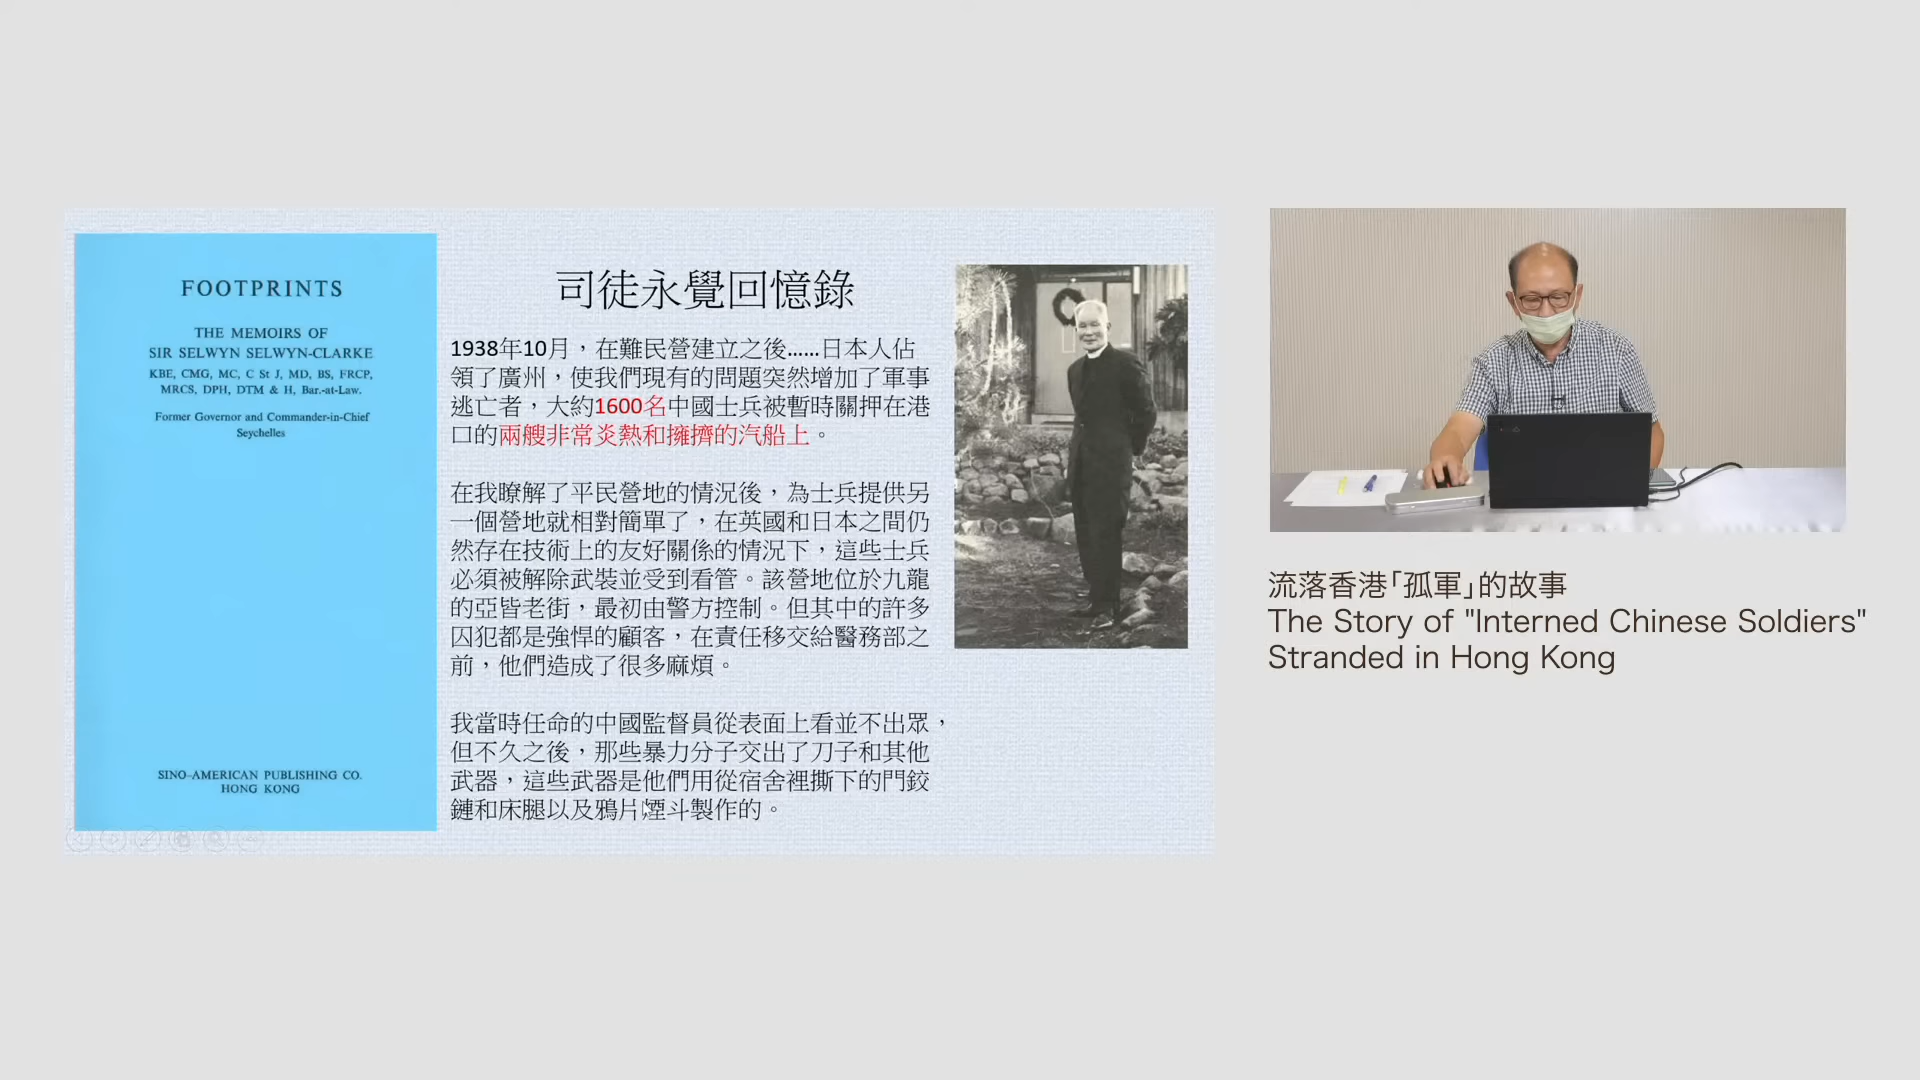 FOOTPRINTS
THE MEMOIRS OF
SIR SELWYN SELWYN-CLARKE
KBE, CMG, MC, C St J, MD, BS, FRCP,
MRCS, DPH, DTM & H, Bar.-at-Law.
Former Governor and Commander-in-Chief
Seychelles
SINO-AMERICAN PUBLISHING CO.
HONG KONG
司徒永覺回憶錄
1938年10月，在難民營建立之後......日本人佔
領了廣州，使我們現有的問題突然增加了軍事
逃亡者，大約1600名中國士兵被暫時關押在港
口的兩艘非常炎熱和擁擠的汽船上。
在我瞭解了平民營地的情況後，為士兵提供另
一個營地就相對簡單了，在英國和日本之間仍
然存在技術上的友好關係的情況下，這些士兵
必須被解除武裝並受到看管。該營地位於九龍
的亞皆老街，最初由警方控制。但其中的許多
囚犯都是強悍的顧客，在責任移交給醫務部之
前，他們造成了很多麻煩。
我當時任命的中國監督員從表面上看並不出眾，
但不久之後，那些暴力分子交出了刀子和其他
武器，這些武器是他們用從宿舍裡撕下的門鉸
鏈和床腿以及鴉片煙斗製作的。
流落香港「孤軍」的故事
The Story of "Interned Chinese Soldiers"
Stranded in Hong Kong